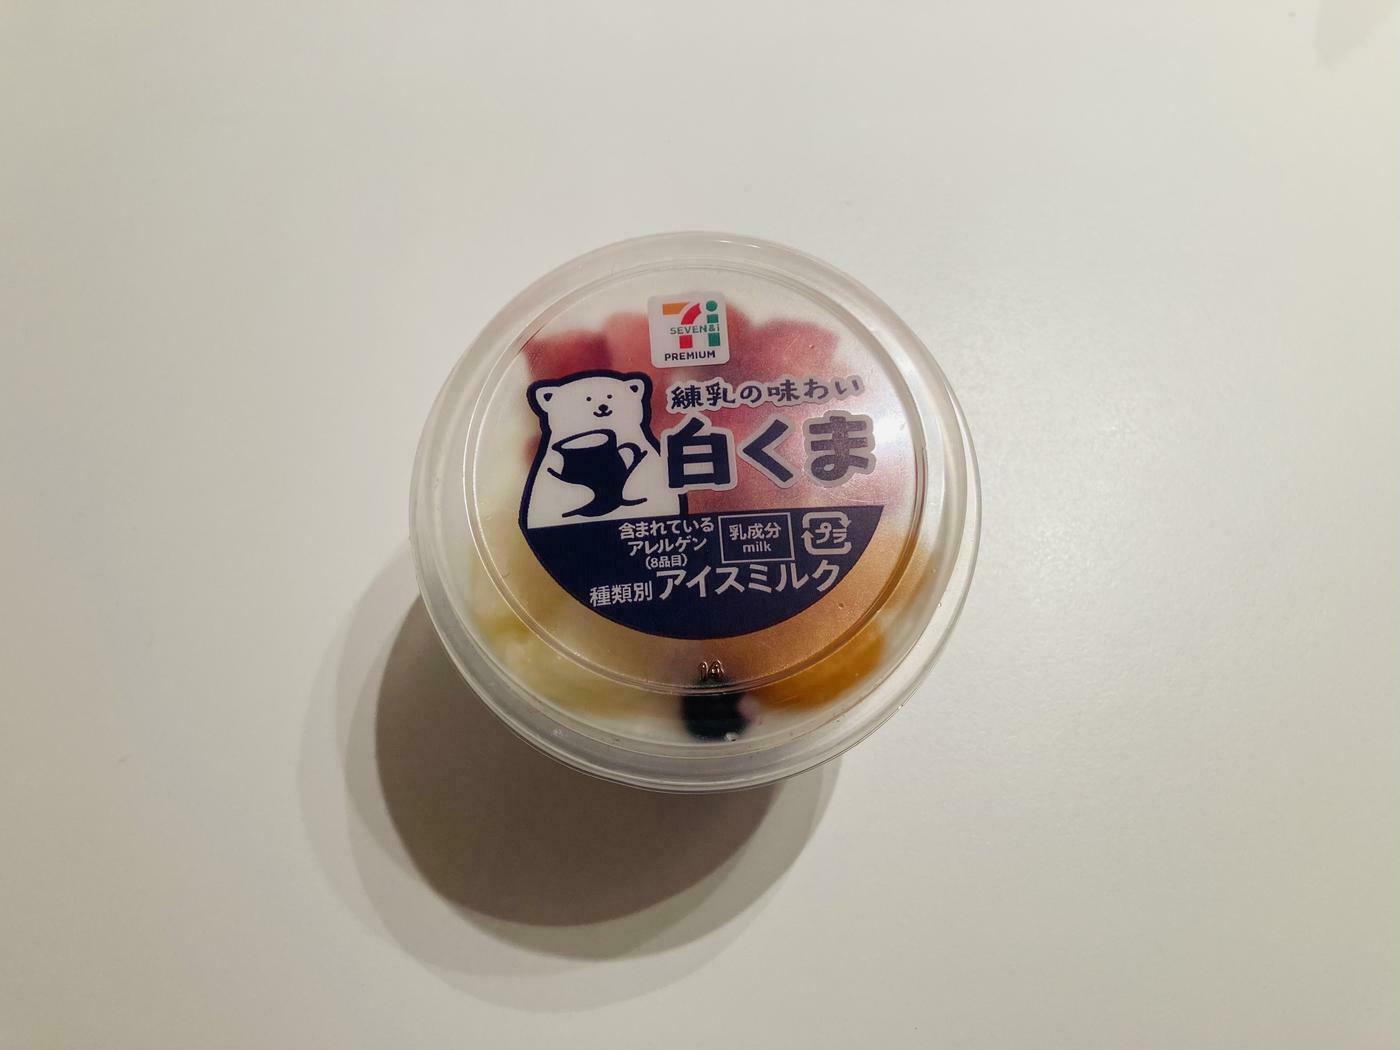 SEVEN&i
PREMIUM
練乳の味わい
白くま
含まれている
アレルゲン
(8品目)
乳成分
milk
プラ
種類別 アイスミルク
14